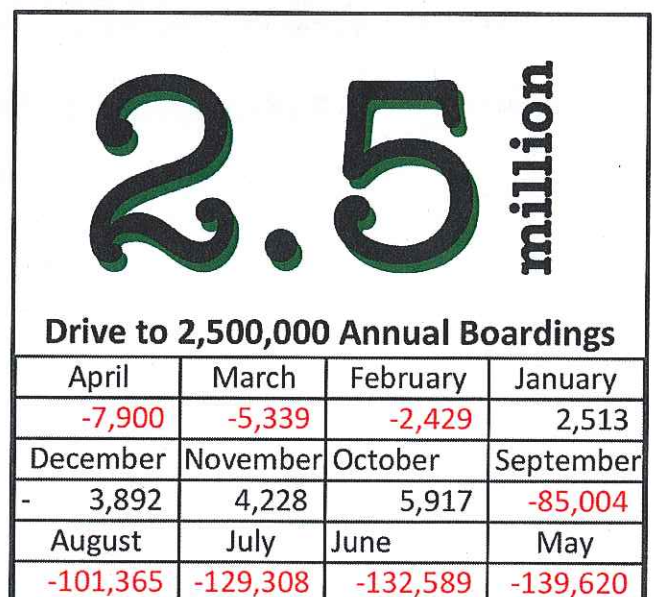 2.5 million
Drive to 2,500,000 Annual Boardings
April March February January
-7,900 -5,339 -2,429 2,513
December November October September
- 3,892 4,228 5,917 -85,004
August July June May
-101,365 -129,308 -132,589 -139,620